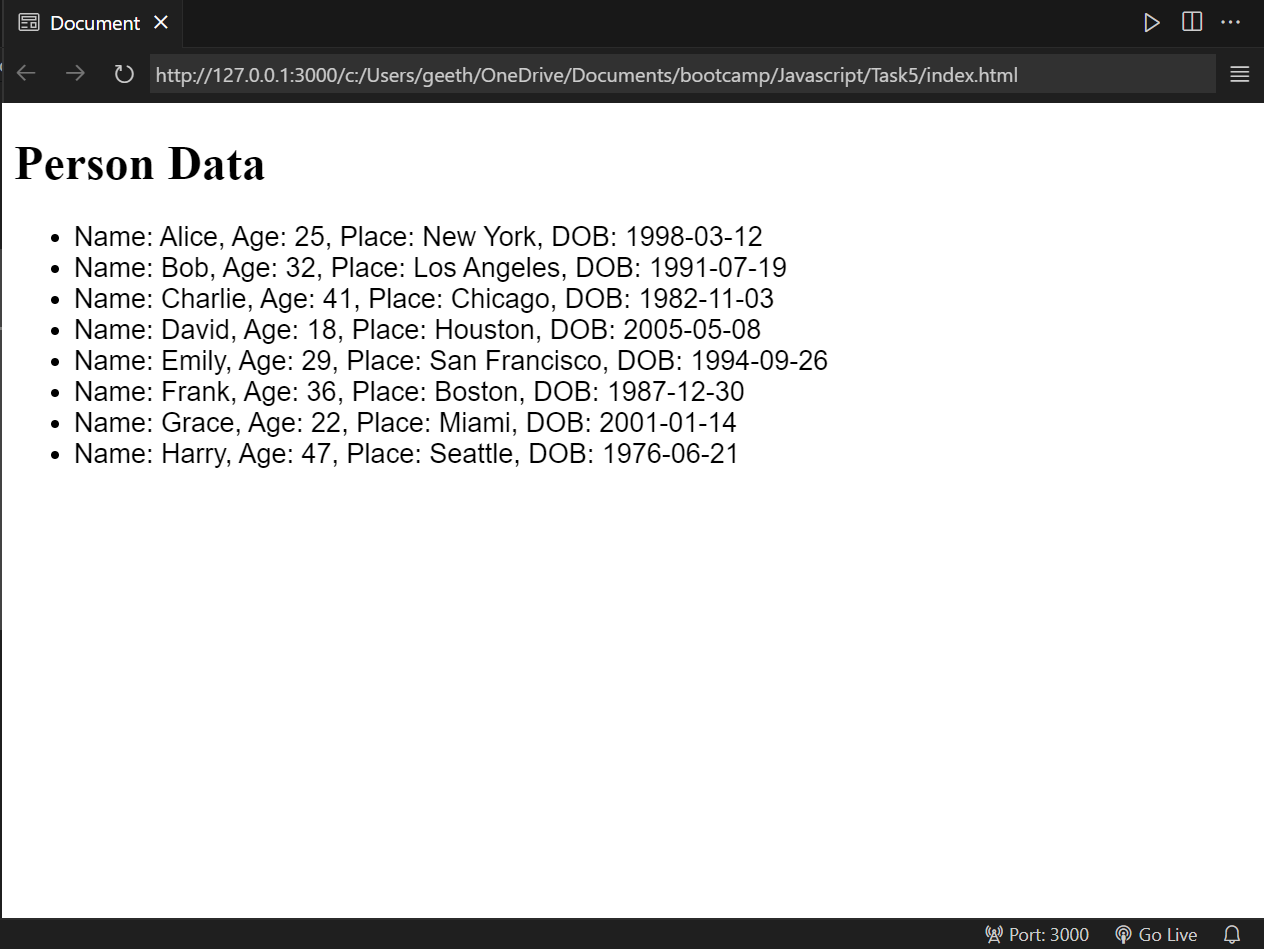 Document
http://127.0.0.1:3000/c:/Users/geeth/OneDrive/Documents/bootcamp/Javascript/Task5/index.html
Person Data
Name: Alice, Age: 25, Place: New York, DOB: 1998-03-12
Name: Bob, Age: 32, Place: Los Angeles, DOB: 1991-07-19
Name: Charlie, Age: 41, Place: Chicago, DOB: 1982-11-03
Name: David, Age: 18, Place: Houston, DOB: 2005-05-08
Name: Emily, Age: 29, Place: San Francisco, DOB: 1994-09-26
Name: Frank, Age: 36, Place: Boston, DOB: 1987-12-30
Name: Grace, Age: 22, Place: Miami, DOB: 2001-01-14
Name: Harry, Age: 47, Place: Seattle, DOB: 1976-06-21
Port: 3000 Go Live